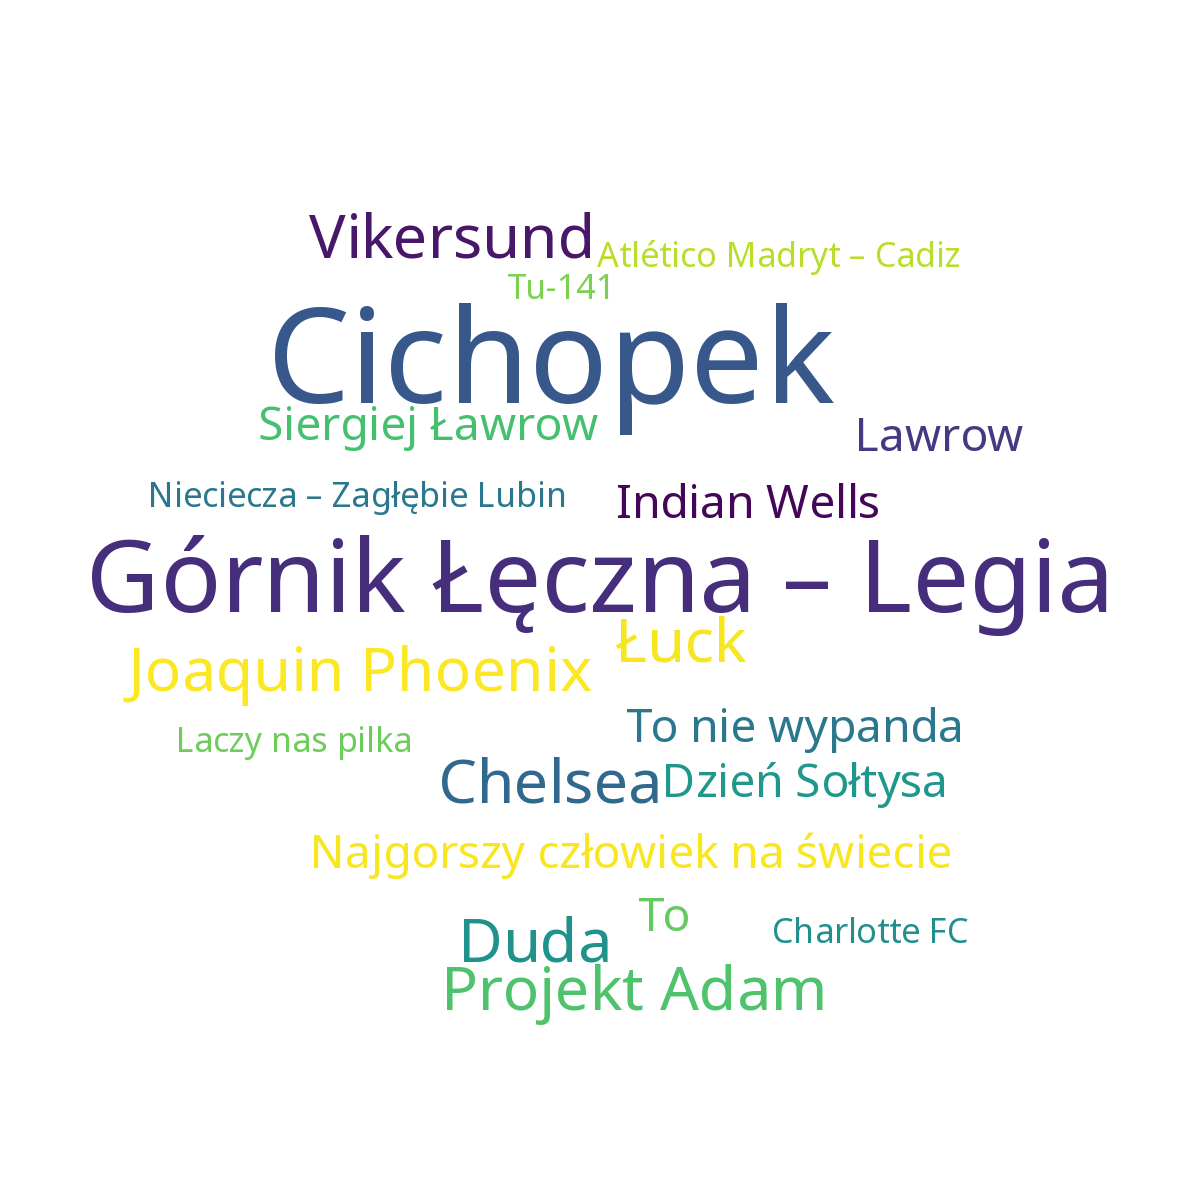 Vikersund
Atlético Madryt – Cadiz
Tu-141
Cichopek
Siergiej Ławrow
Lawrow
Nieciecza – Zagłębie Lubin
Indian Wells
Górnik Łęczna – Legia
Łuck
Joaquin Phoenix
To nie wypanda
Laczy nas pilka
Chelsea
Dzień Sołtysa
Najgorszy człowiek na świecie
To
Duda
Charlotte FC
Projekt Adam